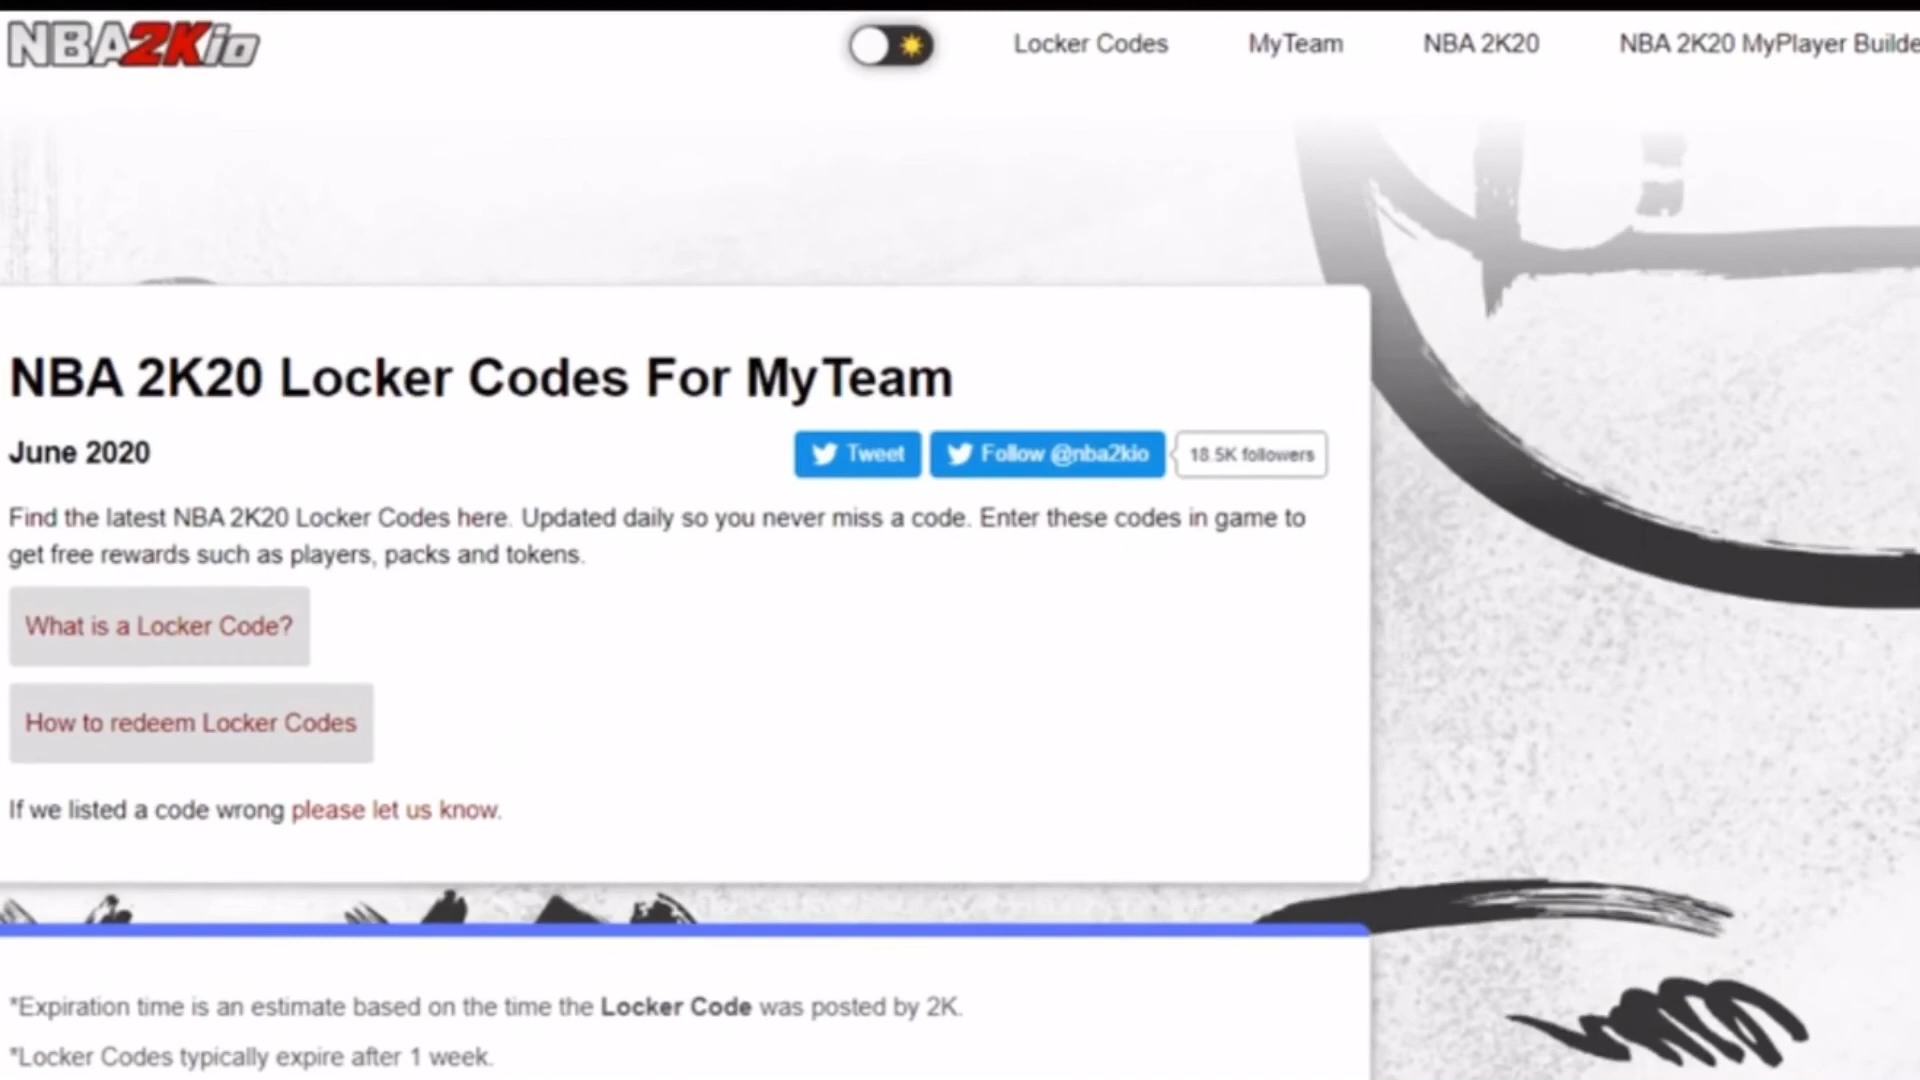 NBA2Kio
Locker Codes
MyTeam
NBA 2K20
NBA 2K20 MyPlayer Builde
NBA 2K20 Locker Codes For MyTeam
June 2020
Tweet
Follow @nba2kio
18.5K followers
Find the latest NBA 2K20 Locker Codes here. Updated daily so you never miss a code. Enter these codes in game to
get free rewards such as players, packs and tokens.
What is a Locker Code?
How to redeem Locker Codes
If we listed a code wrong please let us know.
*Expiration time is an estimate based on the time the Locker Code was posted by 2K.
*Locker Codes typically expire after 1 week.